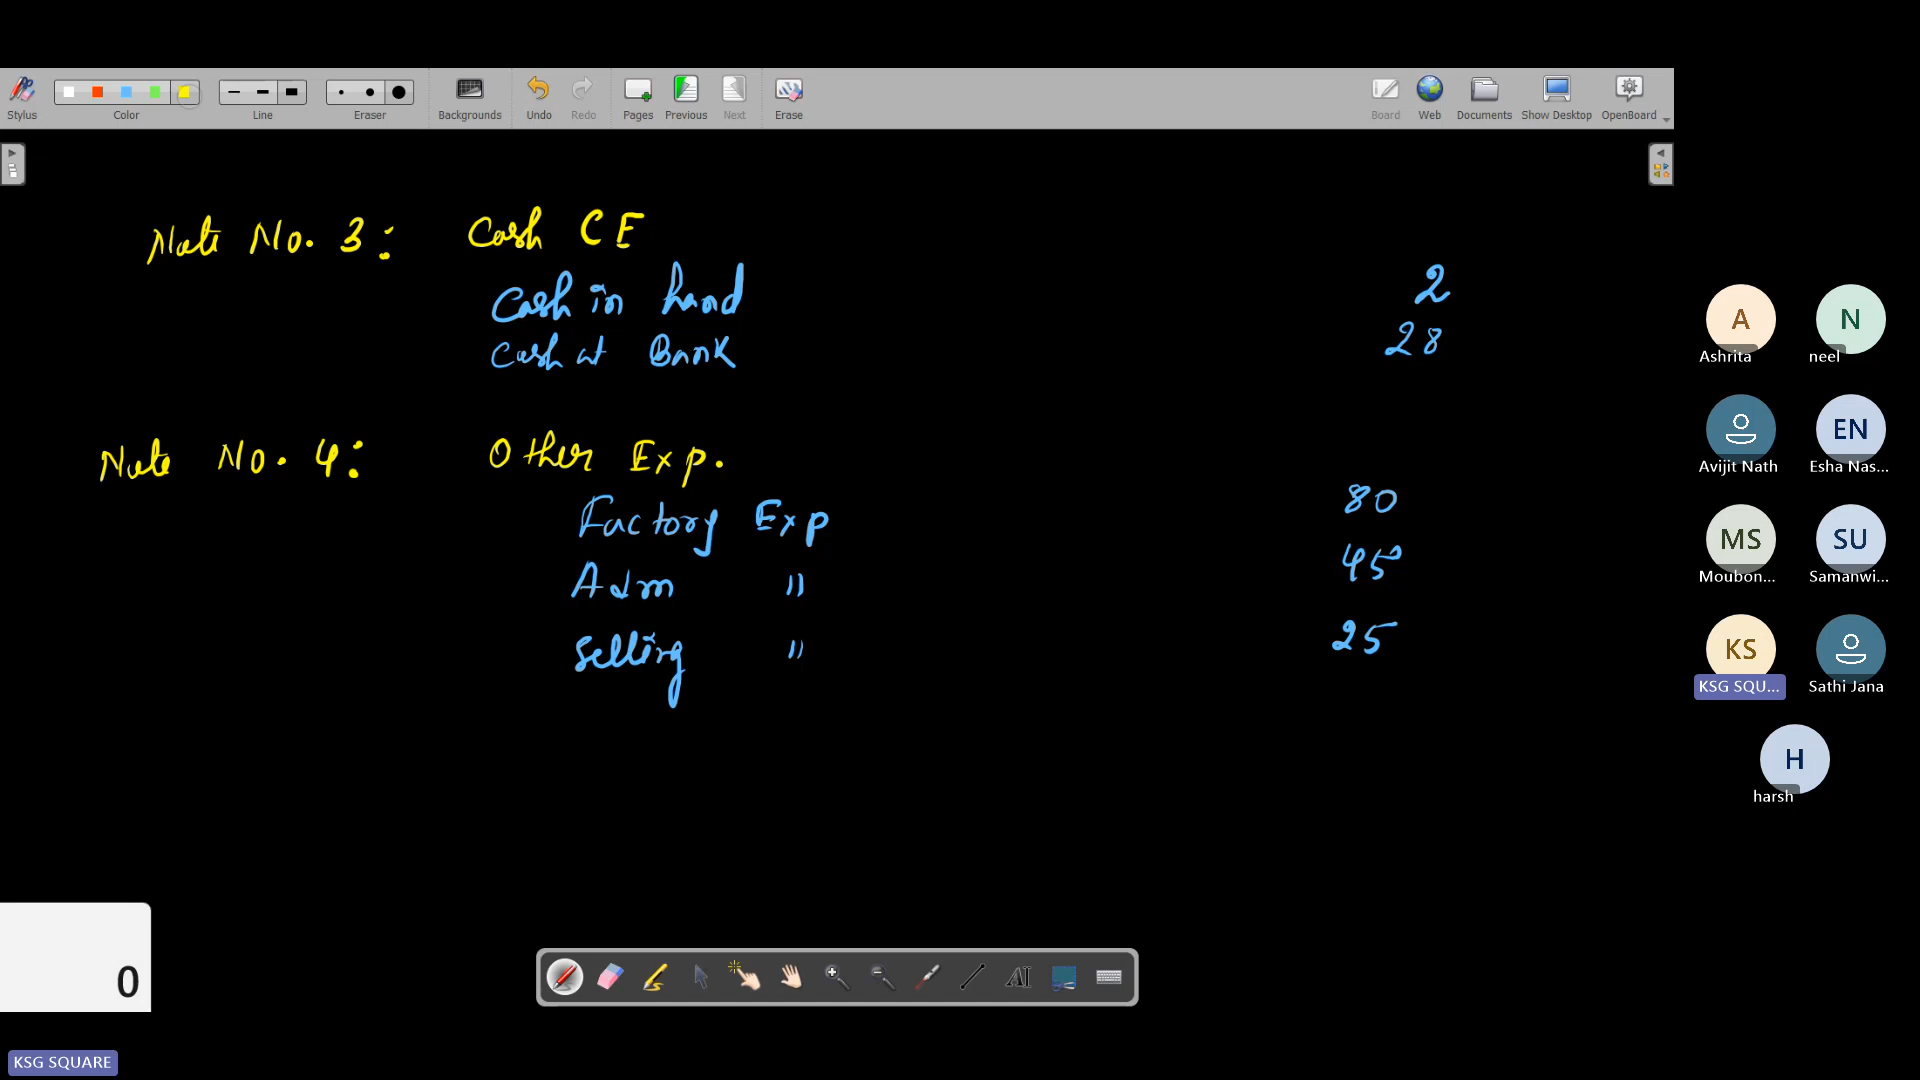 Stylus
Color
Line
Eraser
Backgrounds
Undo
Redo
Pages
Previous
Next
Erase
Board
Web
Documents
Show Desktop
OpenBoard
Note No. 3: Cash C E
Cash in hand 2
Cash at Bank 28
Note No. 4: Other Exp.
Factory Exp 80
Adm " 45
Selling " 25
A
Ashrita
N
neel
Avijit Nath
EN
Esha Nas...
MS
Moubon...
SU
Samanwi...
KS
KSG SQU...
Sathi Jana
H
harsh
0
AI
KSG SQUARE